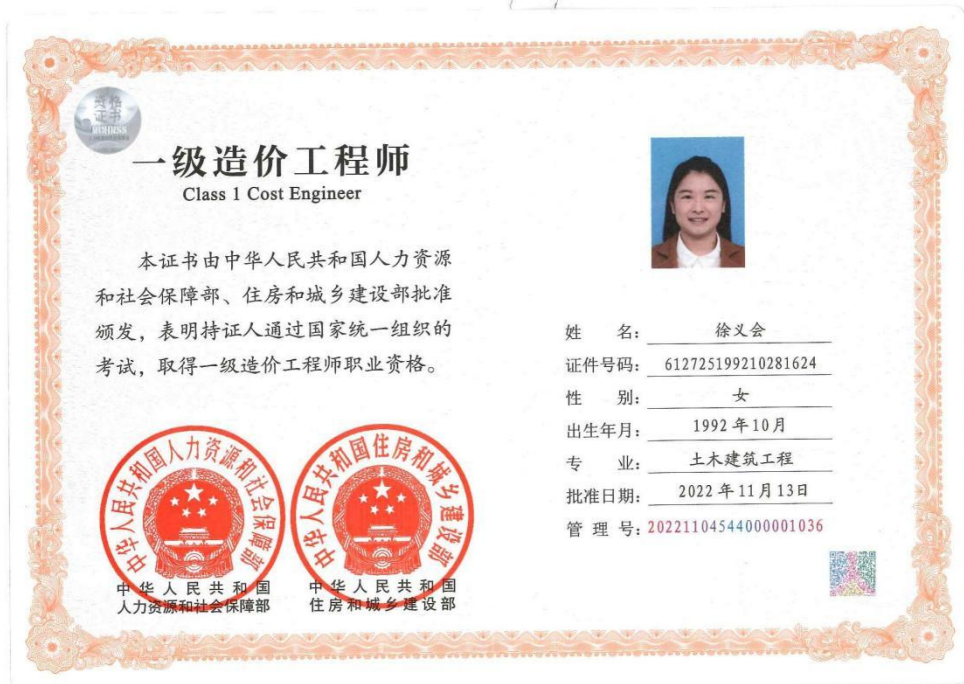 资格
证书
一级造价工程师
Class 1 Cost Engineer
本证书由中华人民共和国人力资源
和社会保障部、住房和城乡建设部批准
颁发，表明持证人通过国家统一组织的
考试，取得一级造价工程师职业资格。
中华人民共和国人力资源和社会保障部
中华人民共和国
人力资源和社会保障部
中华人民共和国住房和城乡建设部
中华人民共和国
住房和城乡建设部
姓 名：徐义会
证件号码：612725199210281624
性 别：女
出生年月：1992年10月
专 业：土木建筑工程
批准日期：2022年11月13日
管 理 号：20221104544000001036